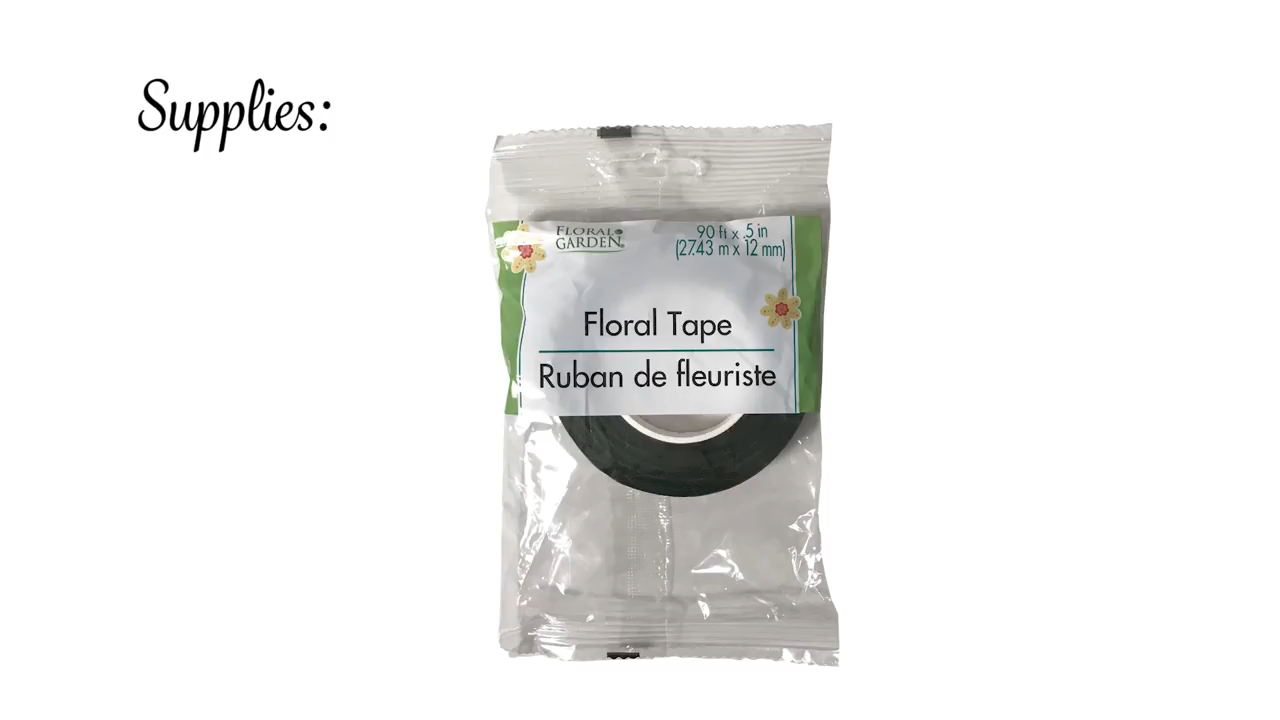 Supplies:
FLORAL
GARDEN
90 ft x .5 in
(27.43 m x 12 mm)
Floral Tape
Ruban de fleuriste